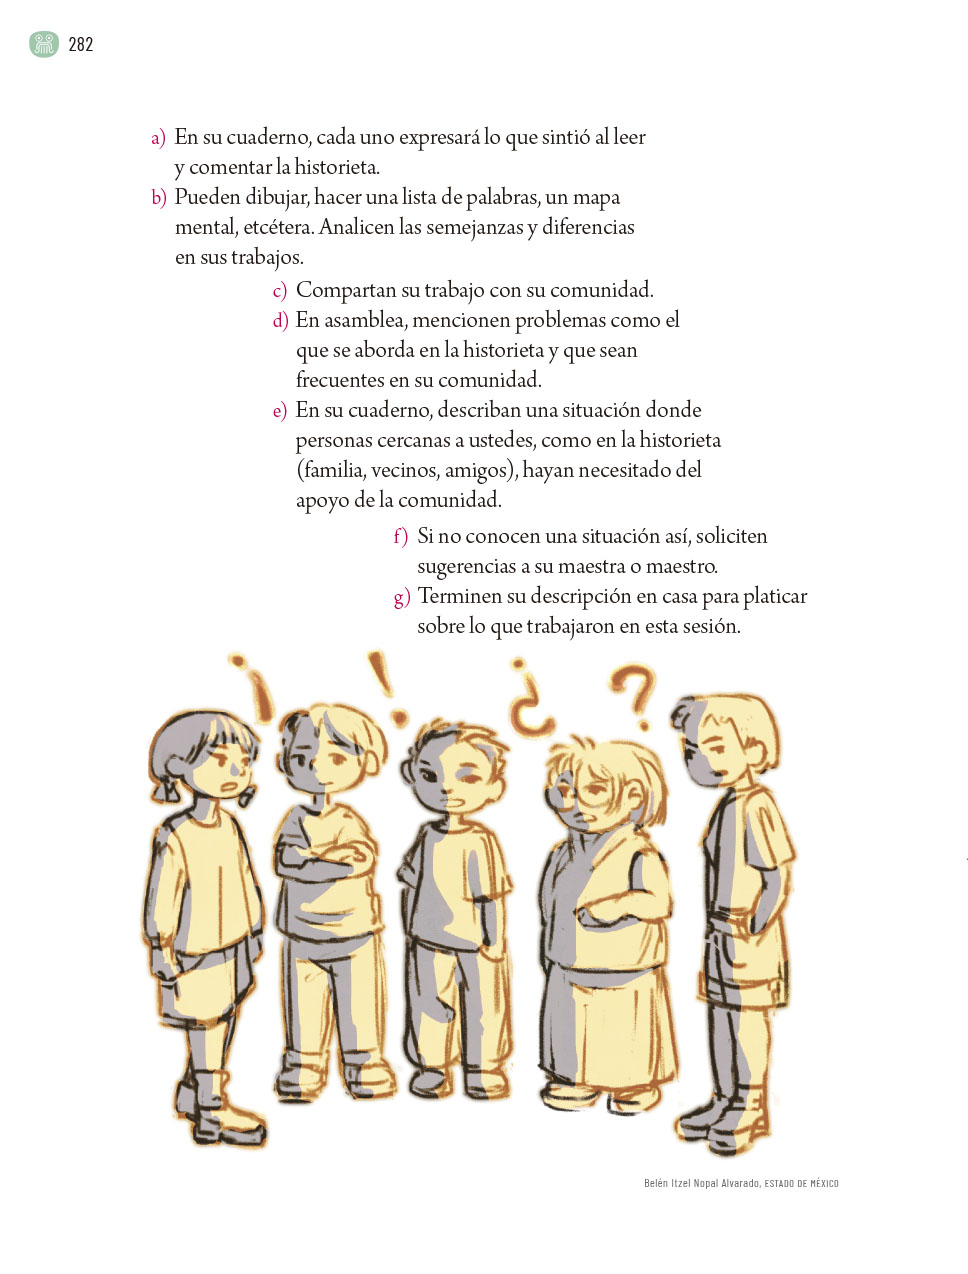 282
a) En su cuaderno, cada uno expresará lo que sintió al leer
y comentar la historieta.
b) Pueden dibujar, hacer una lista de palabras, un mapa
mental, etcétera. Analicen las semejanzas y diferencias
en sus trabajos.
c) Compartan su trabajo con su comunidad.
d) En asamblea, mencionen problemas como el
que se aborda en la historieta y que sean
frecuentes en su comunidad.
e) En su cuaderno, describan una situación donde
personas cercanas a ustedes, como en la historieta
(familia, vecinos, amigos), hayan necesitado del
apoyo de la comunidad.
f) Si no conocen una situación así, soliciten
sugerencias a su maestra o maestro.
g) Terminen su descripción en casa para platicar
sobre lo que trabajaron en esta sesión.
¡ ! ¿ ?
Belén Itzel Nopal Alvarado, ESTADO DE MÉXICO